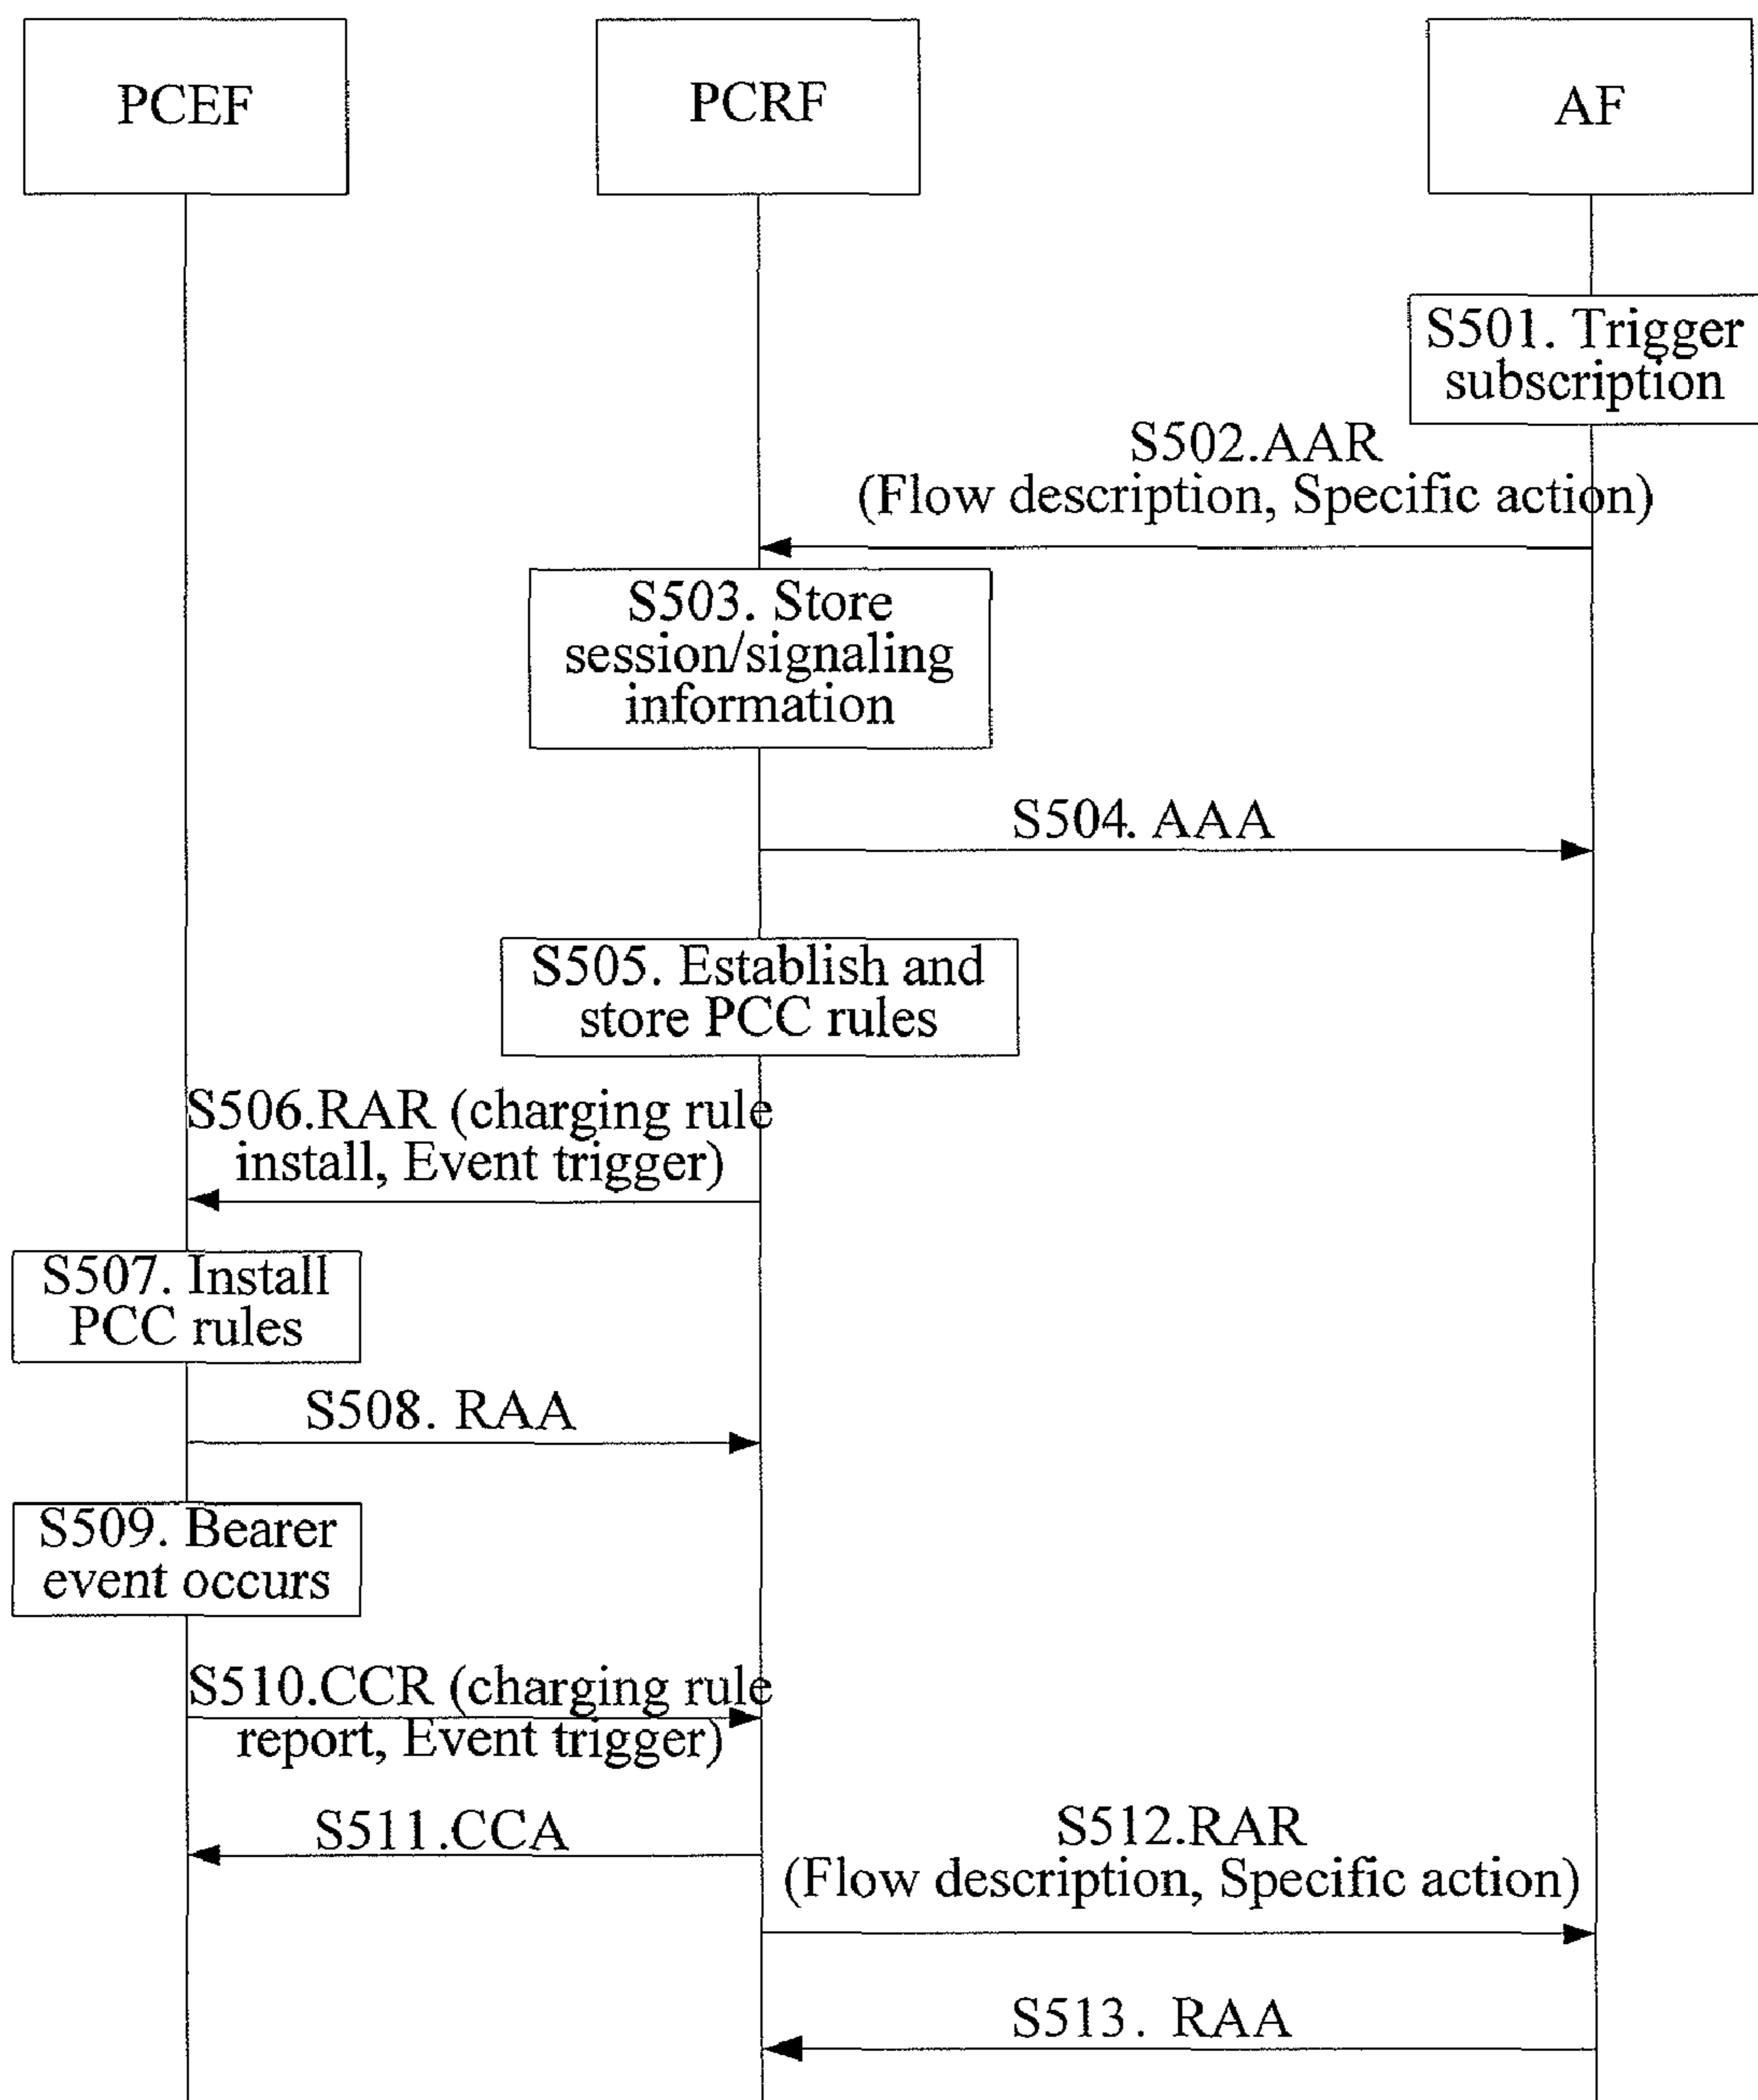 PCEF
PCRF
AF
S501. Trigger
subscription
S502.AAR
(Flow description, Specific action)
S503. Store
session/signaling
information
S504. AAA
S505. Establish and
store PCC rules
S506.RAR (charging rule
install, Event trigger)
S507. Install
PCC rules
S508. RAA
S509. Bearer
event occurs
S510.CCR (charging rule
report, Event trigger)
S511.CCA
S512.RAR
(Flow description, Specific action)
S513. RAA